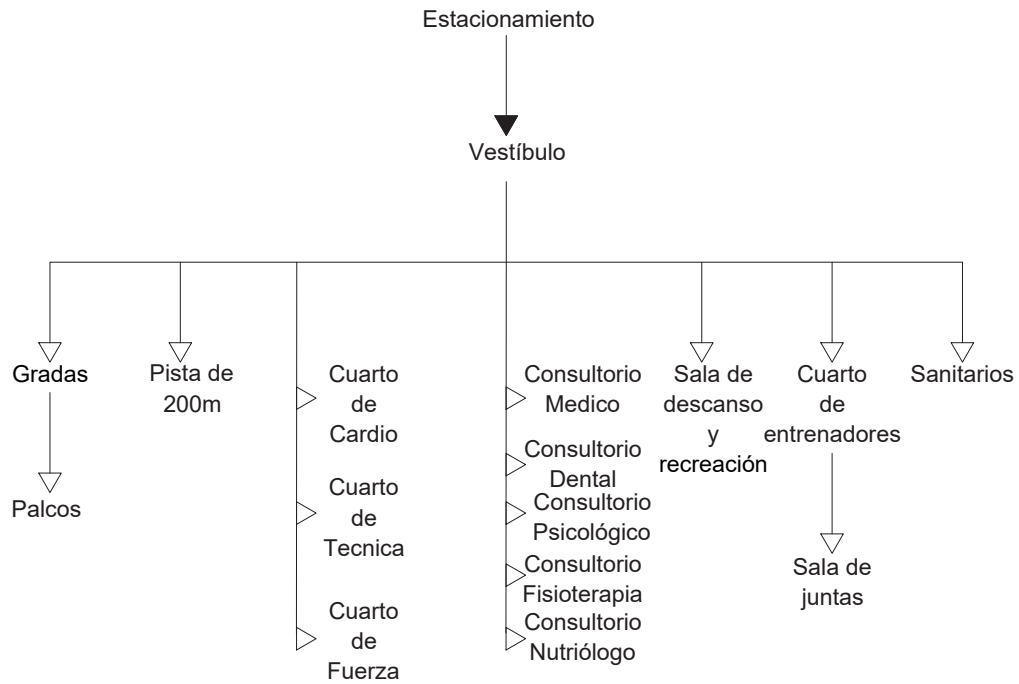 Estacionamiento
Vestíbulo
Gradas
Palcos
Pista de
200m
Cuarto
de
Cardio
Cuarto
de
Tecnica
Cuarto
de
Fuerza
Consultorio
Medico
Consultorio
Dental
Consultorio
Psicológico
Consultorio
Fisioterapia
Consultorio
Nutriólogo
Sala de
descanso
y
recreación
Cuarto
de
entrenadores
Sala de
juntas
Sanitarios